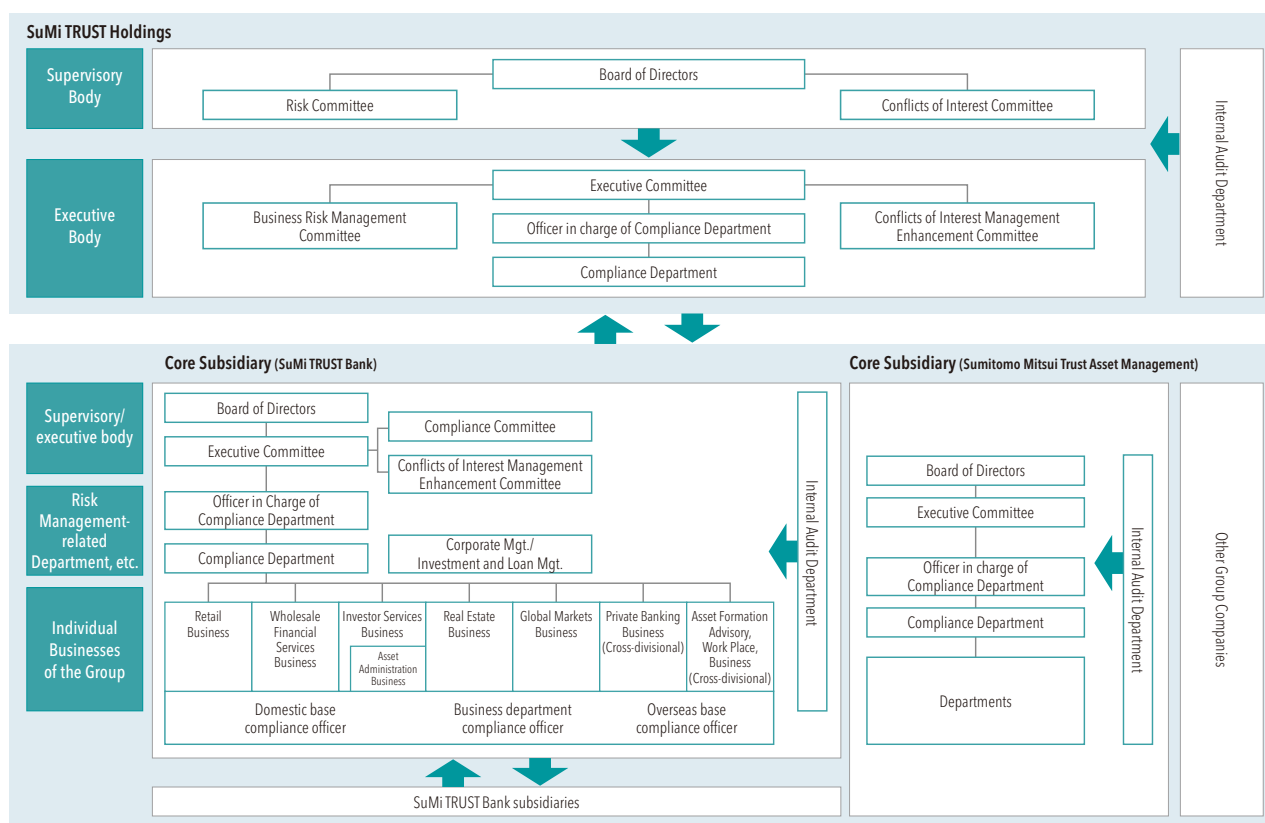 SuMi TRUST Holdings
Supervisory
Body
Board of Directors
Risk Committee
Conflicts of Interest Committee
Internal Audit Department
Executive
Body
Executive Committee
Business Risk Management
Committee
Officer in charge of Compliance Department
Conflicts of Interest Management
Enhancement Committee
Compliance Department
Core Subsidiary (SuMi TRUST Bank)
Core Subsidiary (Sumitomo Mitsui Trust Asset Management)
Supervisory/
executive body
Board of Directors
Executive Committee
Compliance Committee
Conflicts of Interest Management
Enhancement Committee
Risk
Management-
related
Department, etc.
Officer in Charge of
Compliance Department
Compliance Department
Corporate Mgt./
Investment and Loan Mgt.
Individual
Businesses
of the Group
Retail
Business
Wholesale
Financial
Services
Business
Investor Services
Business
Asset
Administration
Business
Real Estate
Business
Global Markets
Business
Private Banking
Business
(Cross-divisional)
Asset Formation
Advisory,
Work Place,
Business
(Cross-divisional)
Domestic base
compliance officer
Business department
compliance officer
Overseas base
compliance officer
Internal Audit Department
SuMi TRUST Bank subsidiaries
Board of Directors
Executive Committee
Officer in charge of
Compliance Department
Compliance Department
Departments
Internal Audit Department
Other Group Companies